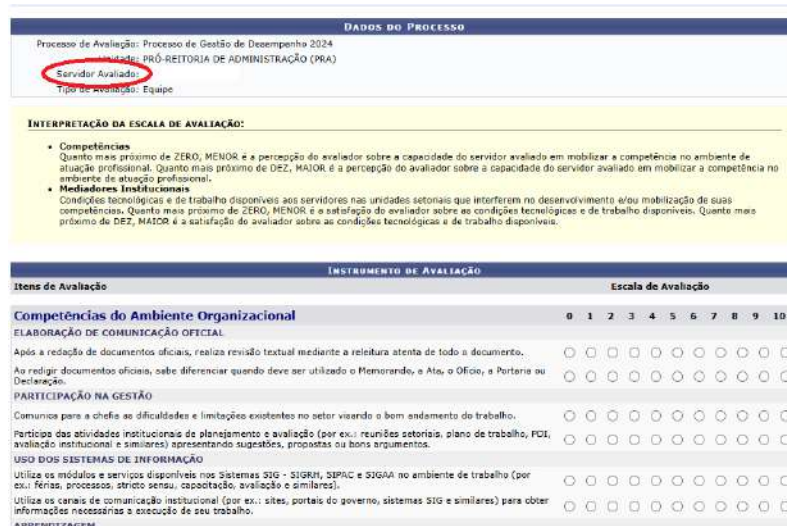 DADOS DO PROCESSO
Processo de Avaliação: Processo de Gestão de Desempenho 2024
Unidade: PRÓ-REITORIA DE ADMINISTRAÇÃO (PRA)
Servidor Avaliado:
Tipo de Avaliação: Equipe
INTERPRETAÇÃO DA ESCALA DE AVALIAÇÃO:
• Competências
Quanto mais próximo de ZERO, MENOR é a percepção do avaliador sobre a capacidade do servidor avaliado em mobilizar a competência no ambiente de
atuação profissional. Quanto mais próximo de DEZ, MAIOR é a percepção do avaliador sobre a capacidade do servidor avaliado em mobilizar a competência no
ambiente de atuação profissional.
• Mediadores Institucionais
Condições tecnológicas e de trabalho disponíveis aos servidores nas unidades setoriais que interferem no desenvolvimento e/ou mobilização de suas
competências. Quanto mais próximo de ZERO, MENOR é a satisfação do avaliador sobre as condições tecnológicas e de trabalho disponíveis. Quanto mais
próximo de DEZ, MAIOR é a satisfação do avaliador sobre as condições tecnológicas e de trabalho disponíveis.
INSTRUMENTO DE AVALIAÇÃO
Itens de Avaliação Escala de Avaliação
Competências do Ambiente Organizacional 0 1 2 3 4 5 6 7 8 9 10
ELABORAÇÃO DE COMUNICAÇÃO OFICIAL
Após a redação de documentos oficiais, realiza revisão textual mediante a releitura atenta de todo o documento.
Ao redigir documentos oficiais, sabe diferenciar quando deve ser utilizado o Memorando, a Ata, o Ofício, a Portaria ou
Declaração.
PARTICIPAÇÃO NA GESTÃO
Comunica para a chefia as dificuldades e limitações existentes no setor visando o bom andamento do trabalho.
Participa das atividades institucionais de planejamento e avaliação (por ex.: reuniões setoriais, plano de trabalho, PDI,
avaliação institucional e similares) apresentando sugestões, propostas ou bons argumentos.
USO DOS SISTEMAS DE INFORMAÇÃO
Utiliza os módulos e serviços disponíveis nos Sistemas SIG - SIGRH, SIPAC e SIGAA no ambiente de trabalho (por
ex.: férias, processos, stricto sensu, capacitação, avaliação e similares).
Utiliza os canais de comunicação institucional (por ex.: sites, portais do governo, sistemas SIG e similares) para obter
informações necessárias a execução de seu trabalho.
APRENDIZAGEM